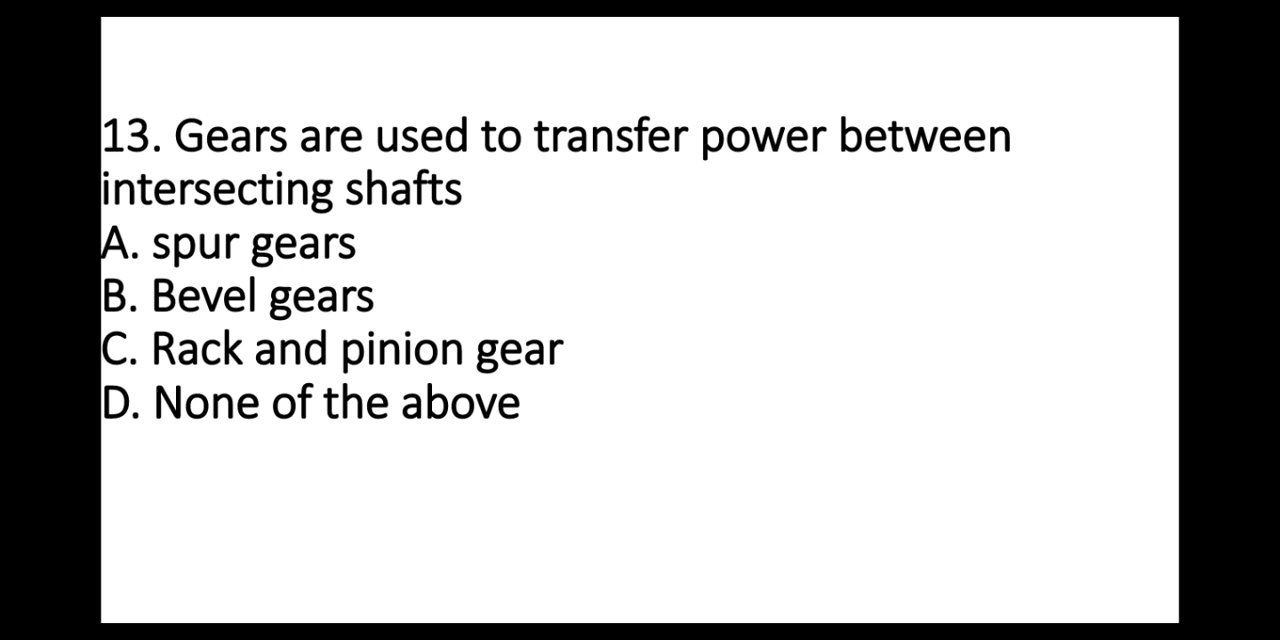 13. Gears are used to transfer power between
intersecting shafts
A. spur gears
B. Bevel gears
C. Rack and pinion gear
D. None of the above